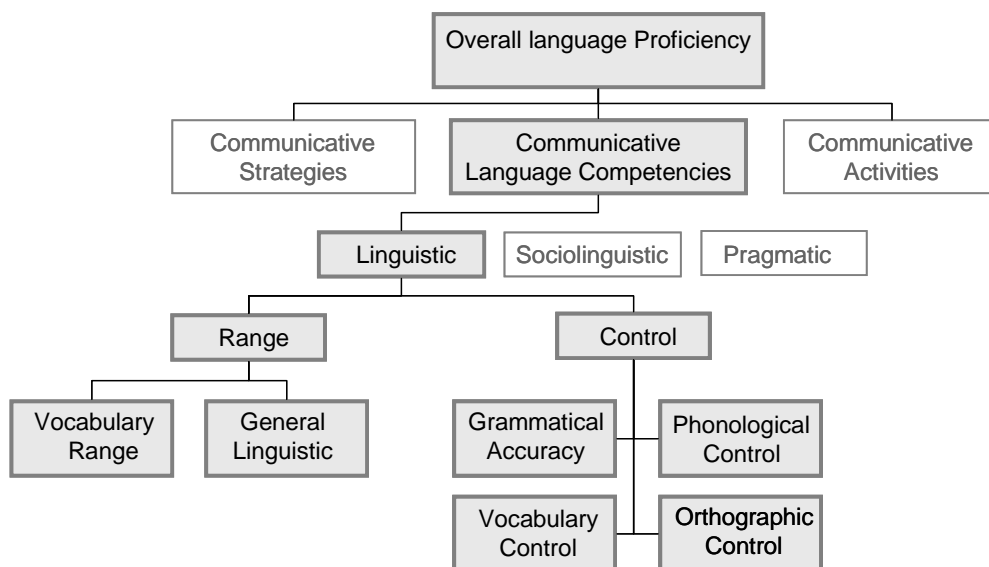 Overall language Proficiency
Communicative
Strategies
Communicative
Language Competencies
Communicative
Activities
Linguistic
Sociolinguistic
Pragmatic
Range
Control
Vocabulary
Range
General
Linguistic
Grammatical
Accuracy
Phonological
Control
Vocabulary
Control
Orthographic
Control